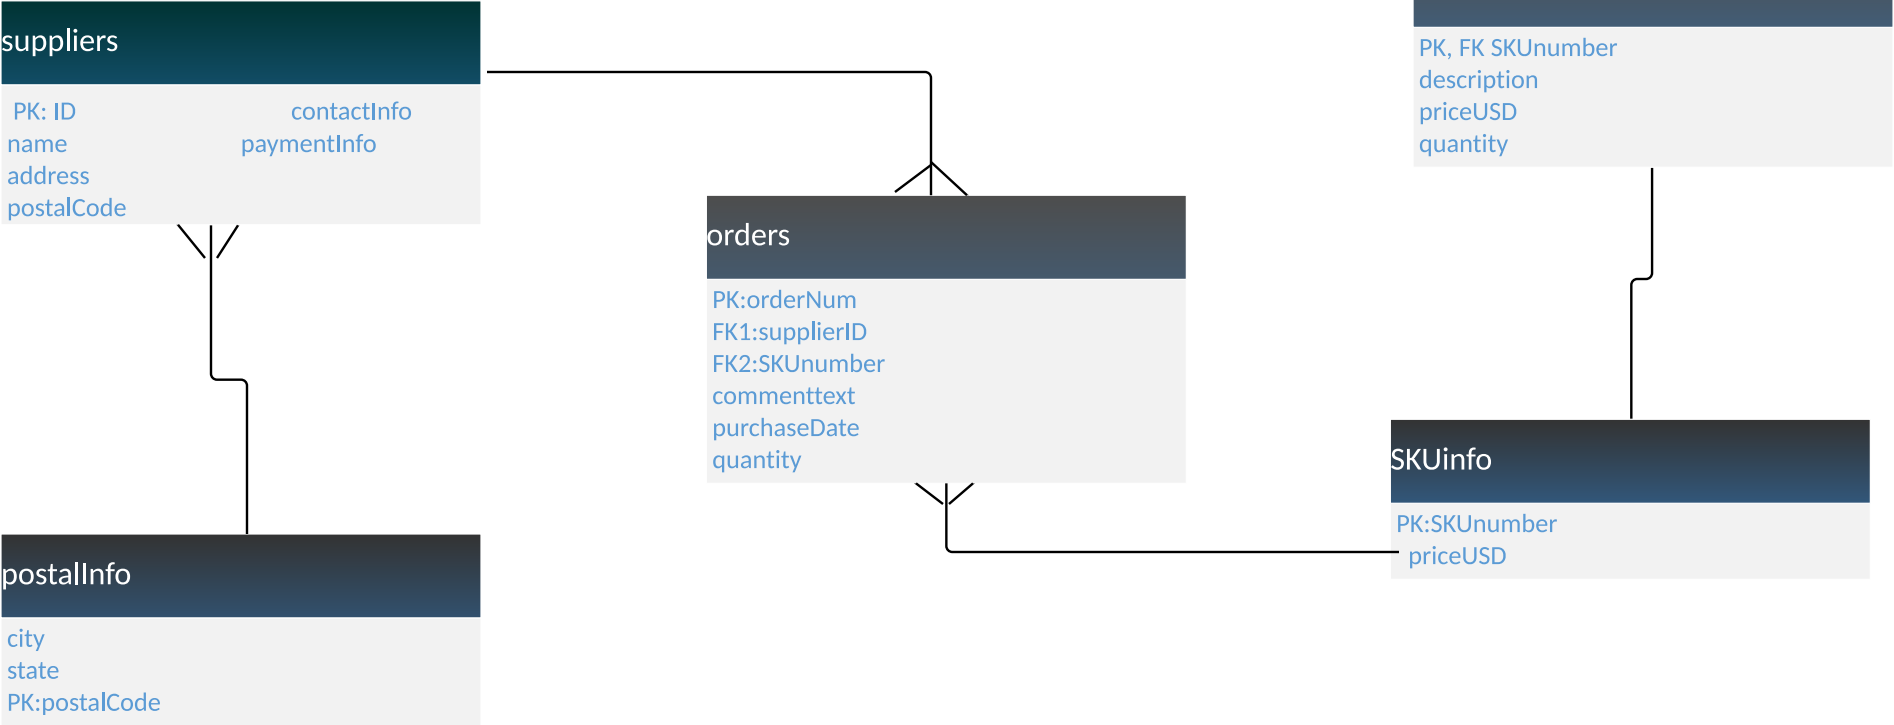 suppliers
PK: ID contactInfo
name paymentInfo
address
postalCode
PK, FK SKUnumber
description
priceUSD
quantity
orders
PK:orderNum
FK1:supplierID
FK2:SKUnumber
commenttext
purchaseDate
quantity
SKUinfo
PK:SKUnumber
priceUSD
postalInfo
city
state
PK:postalCode